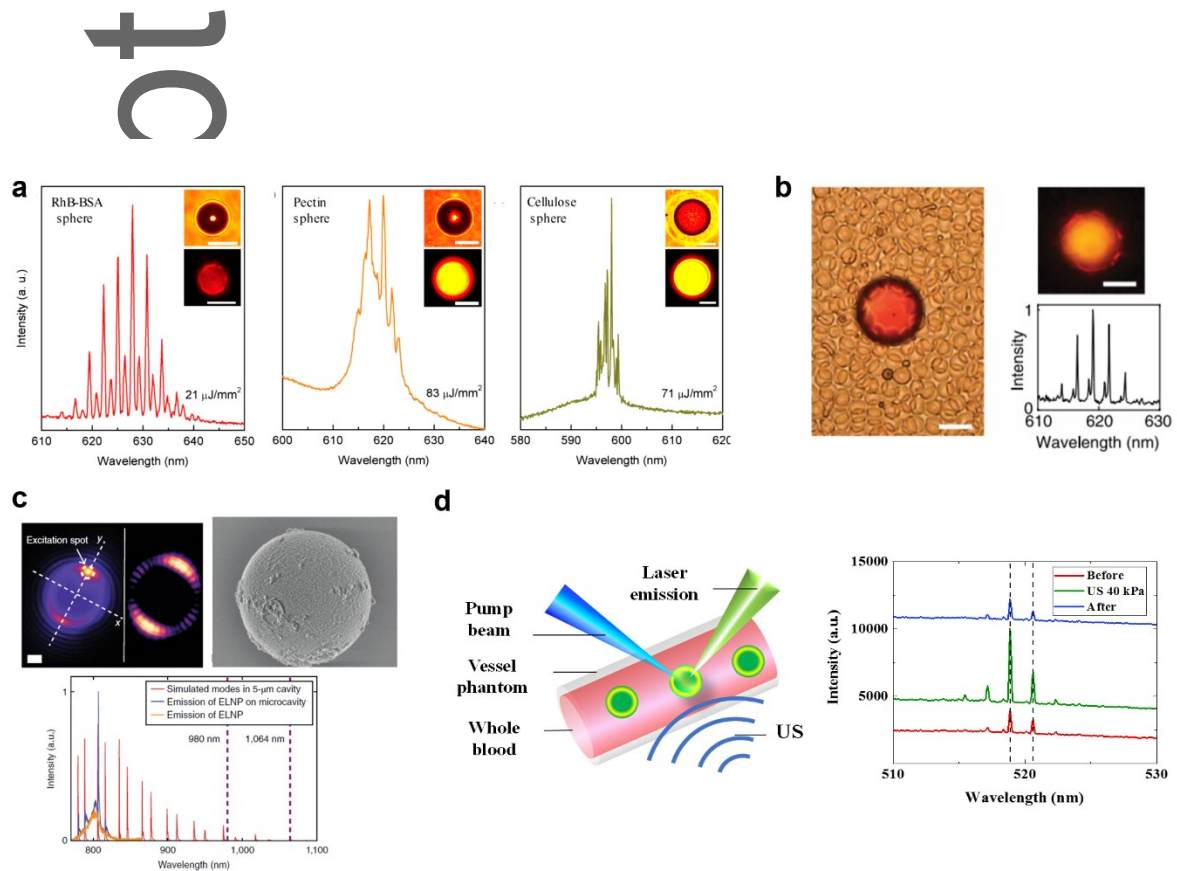 ot
a
RhB-BSA
sphere
21 μJ/mm2
Intensity (a. u.)
610 620 630 640 650
Wavelength (nm)
Pectin
sphere
83 μJ/mm2
600 610 620 630 640
Wavelength (nm)
Cellulose
sphere
71 μJ/mm2
580 590 600 610 620
Wavelength (nm)
b
1
Intensity
0
610 620 630
Wavelength (nm)
c
Excitation spot
y
x
1
Simulated modes in 5-μm cavity
Emission of ELNP on microcavity
Emission of ELNP
980 nm 1,064 nm
Intensity (a.u.)
0
800 900 1,000 1,100
Wavelength (nm)
d
Laser
emission
Pump
beam
Vessel
phantom
Whole
blood
US
15000
Before
US 40 kPa
After
10000
Intensity (a.u.)
5000
510 520 530
Wavelength (nm)